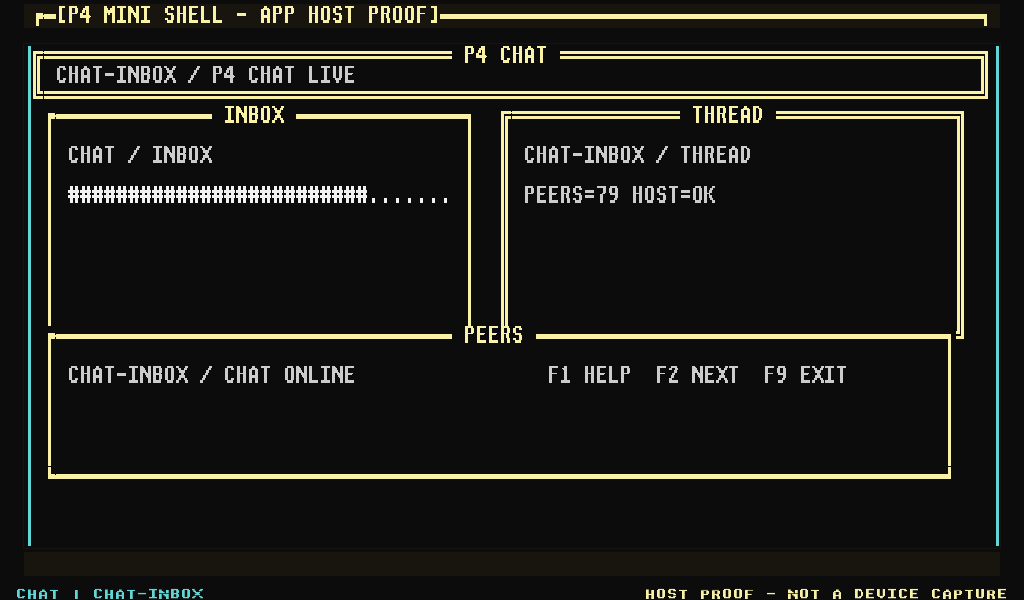 [P4 MINI SHELL - APP HOST PROOF]
P4 CHAT
CHAT-INBOX / P4 CHAT LIVE
INBOX
CHAT / INBOX
#########################.......
THREAD
CHAT-INBOX / THREAD
PEERS=79 HOST=OK
PEERS
CHAT-INBOX / CHAT ONLINE
F1 HELP  F2 NEXT  F9 EXIT
CHAT | CHAT-INBOX
HOST PROOF - NOT A DEVICE CAPTURE